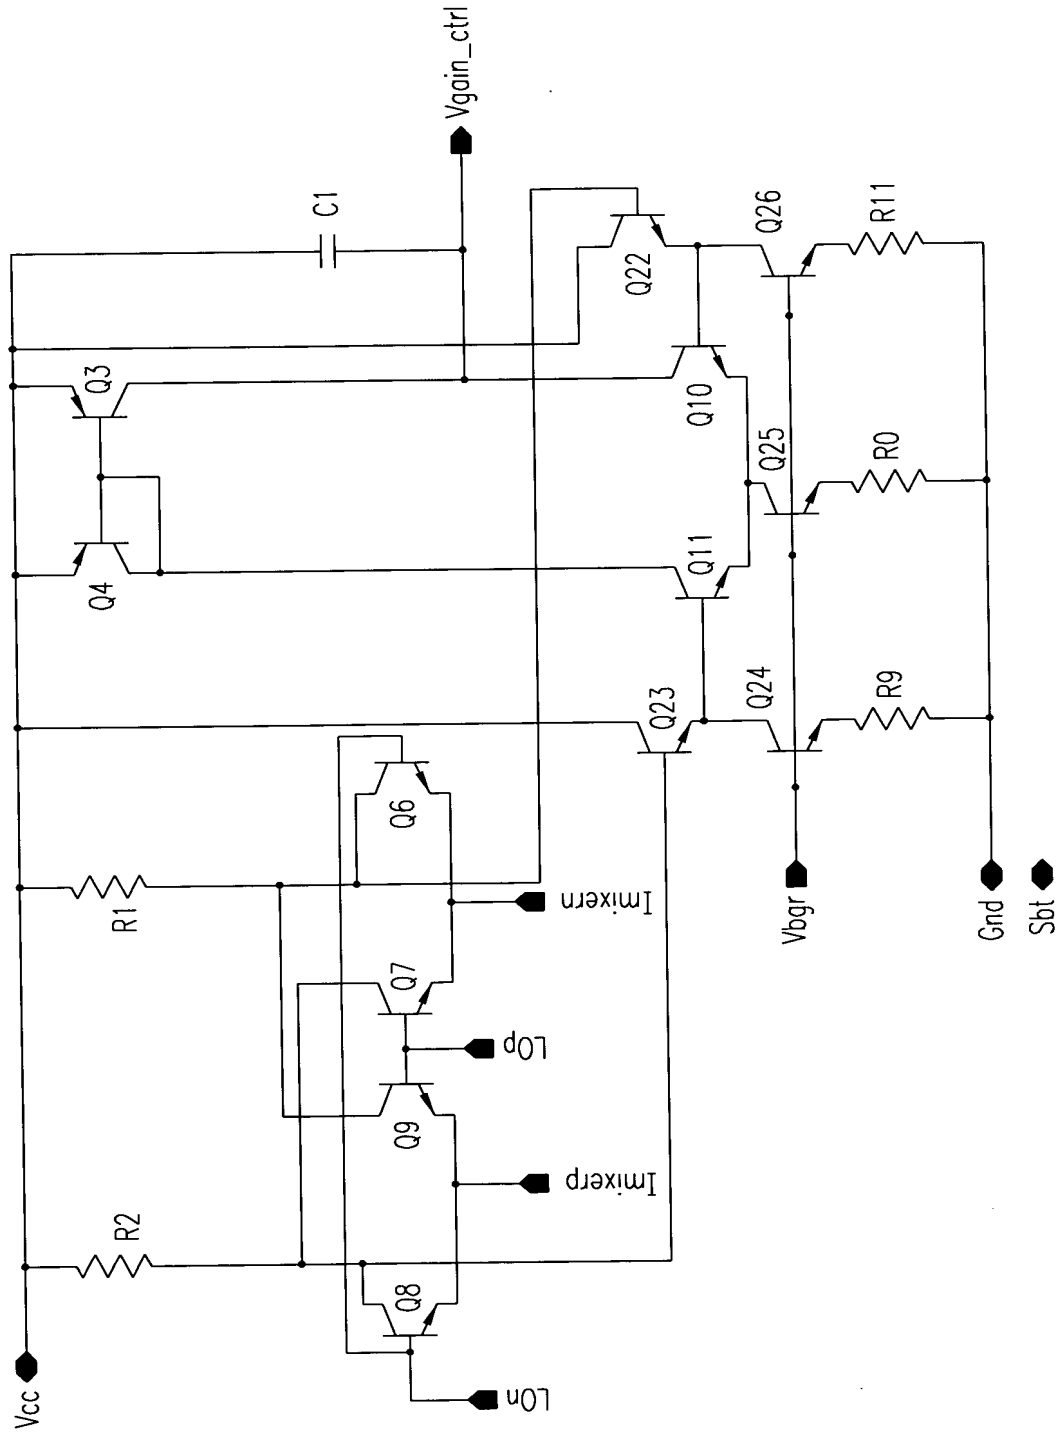 Vcc
R2
R1
Q4
Q3
C1
Vgain_ctrl
LOn
Q8
Imixerp
Q9
LOp
Q7
Imixern
Q6
Q23
Q11
Q10
Q22
Q24
Q25
Q26
Vbgr
R9
R0
R11
Gnd
Sbt